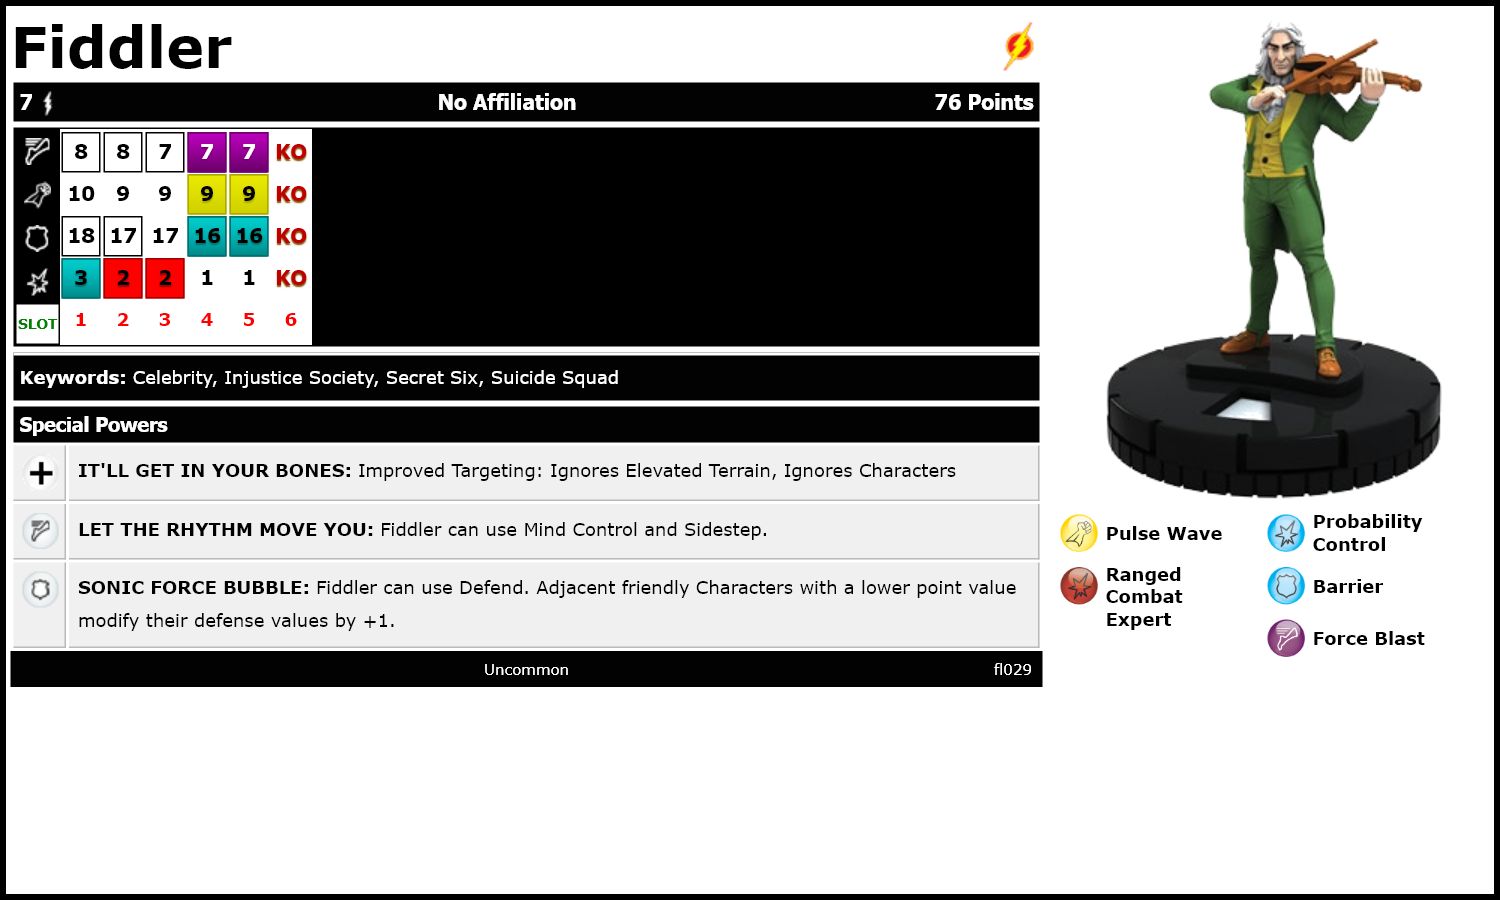 Fiddler
7 No Affiliation 76 Points
8 8 7 7 7 KO
10 9 9 9 9 KO
18 17 17 16 16 KO
3 2 2 1 1 KO
SLOT 1 2 3 4 5 6
Keywords: Celebrity, Injustice Society, Secret Six, Suicide Squad
Special Powers
IT'LL GET IN YOUR BONES: Improved Targeting: Ignores Elevated Terrain, Ignores Characters
LET THE RHYTHM MOVE YOU: Fiddler can use Mind Control and Sidestep.
SONIC FORCE BUBBLE: Fiddler can use Defend. Adjacent friendly Characters with a lower point value
modify their defense values by +1.
Uncommon fl029
Pulse Wave
Ranged
Combat
Expert
Probability
Control
Barrier
Force Blast